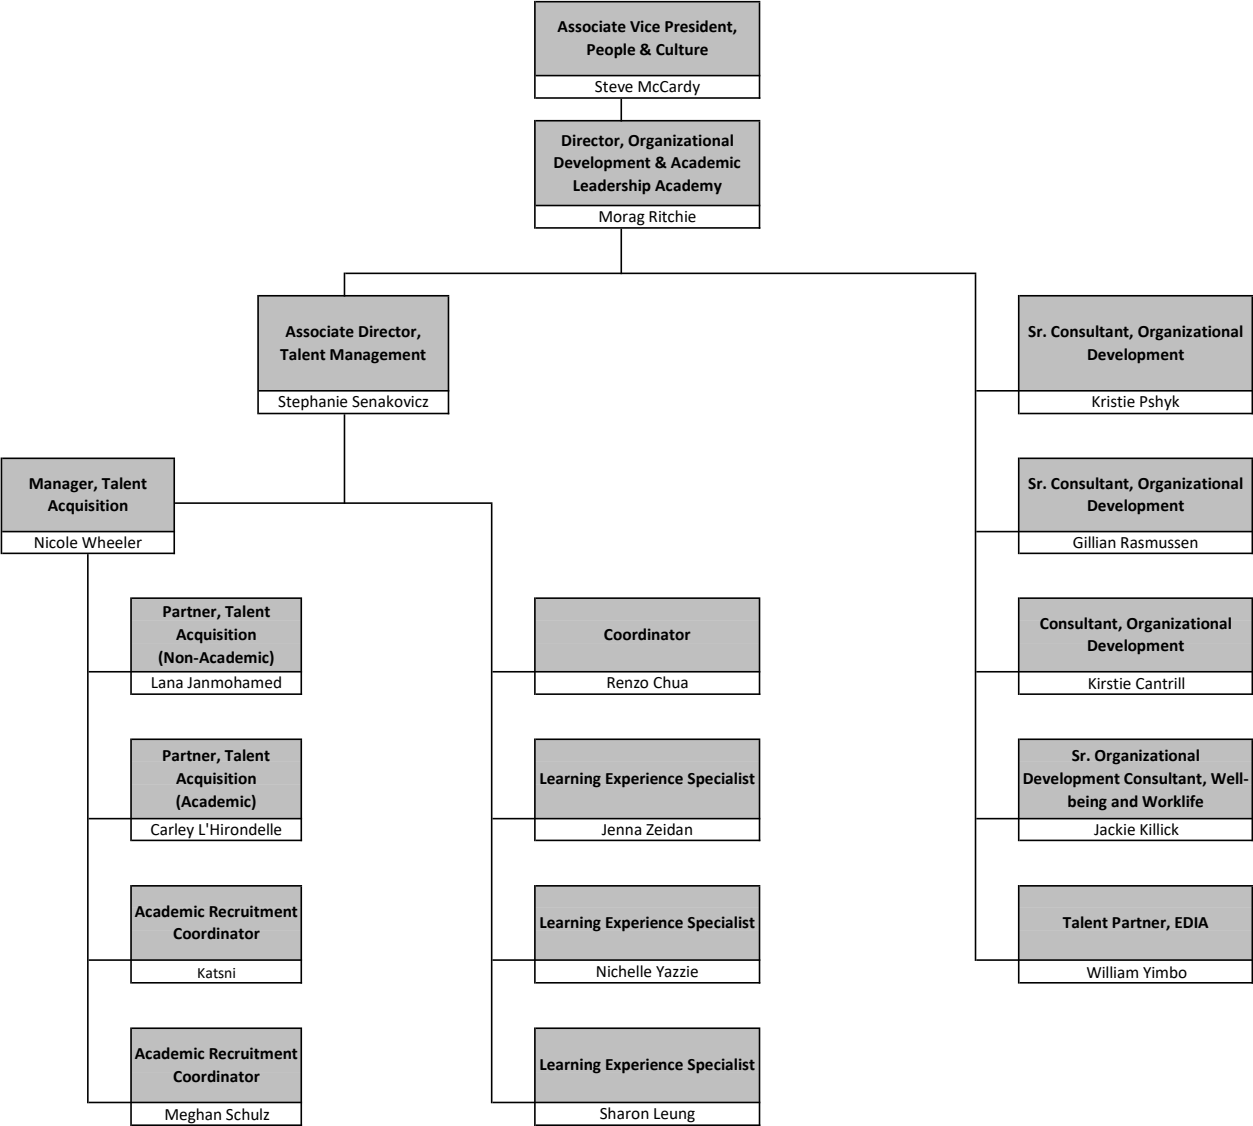 Associate Vice President,
People & Culture
Steve McCardy
Director, Organizational
Development & Academic
Leadership Academy
Morag Ritchie
Associate Director,
Talent Management
Stephanie Senakovicz
Manager, Talent
Acquisition
Nicole Wheeler
Partner, Talent
Acquisition
(Non-Academic)
Lana Janmohamed
Partner, Talent
Acquisition
(Academic)
Carley L'Hirondelle
Academic Recruitment
Coordinator
Katsni
Academic Recruitment
Coordinator
Meghan Schulz
Coordinator
Renzo Chua
Learning Experience Specialist
Jenna Zeidan
Learning Experience Specialist
Nichelle Yazzie
Learning Experience Specialist
Sharon Leung
Sr. Consultant, Organizational
Development
Kristie Pshyk
Sr. Consultant, Organizational
Development
Gillian Rasmussen
Consultant, Organizational
Development
Kirstie Cantrill
Sr. Organizational
Development Consultant, Well-
being and Worklife
Jackie Killick
Talent Partner, EDIA
William Yimbo